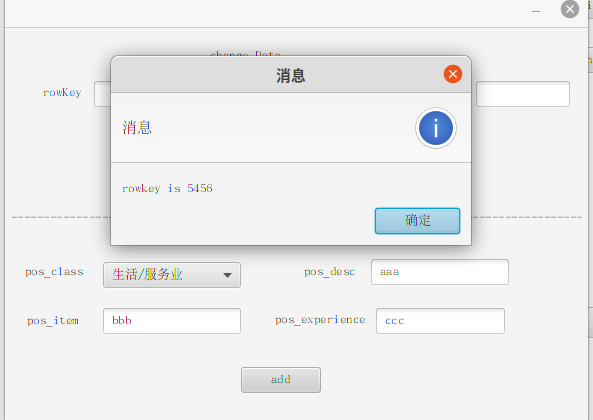 change Data
消息
rowKey
消息
rowkey is 5456
确定
pos_class 生活/服务业 pos_desc aaa
pos_item bbb pos_experience ccc
add